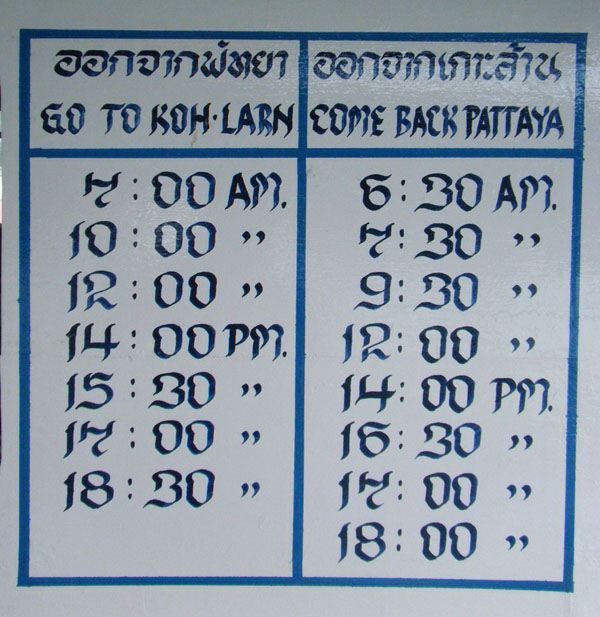 ออกจากพัทยา
GO TO KOH·LARN
7:00 AM.
10:00 〃
12:00 〃
14:00 PM.
15:30 〃
17:00 〃
18:30 〃
ออกจากเกาะล้าน
COME BACK PATTAYA
6:30 AM.
7:30 〃
9:30 〃
12:00 〃
14:00 PM.
16:30 〃
17:00 〃
18:00 〃